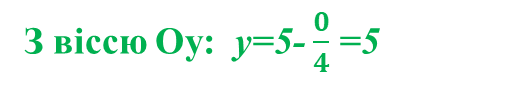 З віссю Оу: y=5- 0/4 =5